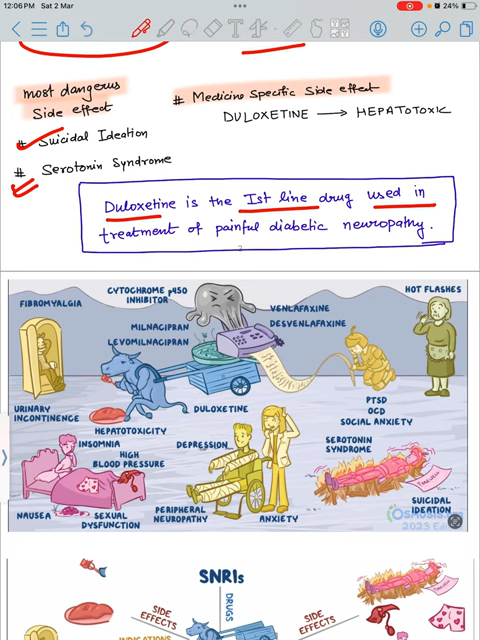 12:06 PM Sat 2 Mar
24%
most dangerous
Side effect
# Suicidal Ideation
# Serotonin Syndrome
# Medicine Specific Side effect
DULOXETINE → HEPATOTOXIC
Duloxetine is the Ist line drug used in
treatment of painful diabetic neuropathy.
2
FIBROMYALGIA
CYTOCHROME P450
INHIBITOR
MILNACIPRAN
LEVOMILNACIPRAN
VENLAFAXINE
DESVENLAFAXINE
HOT FLASHES
URINARY
INCONTINENCE
HEPATOTOXICITY
DULOXETINE
PTSD
OCD
SOCIAL ANXIETY
INSOMNIA
HIGH
BLOOD PRESSURE
DEPRESSION
SEROTONIN
SYNDROME
NAUSEA
SEXUAL
DYSFUNCTION
PERIPHERAL
NEUROPATHY
ANXIETY
SUICIDAL
IDEATION
2023
SNRIs
SIDE
EFFECTS
DRUGS
SIDE
EFFECTS
INDICATIONS